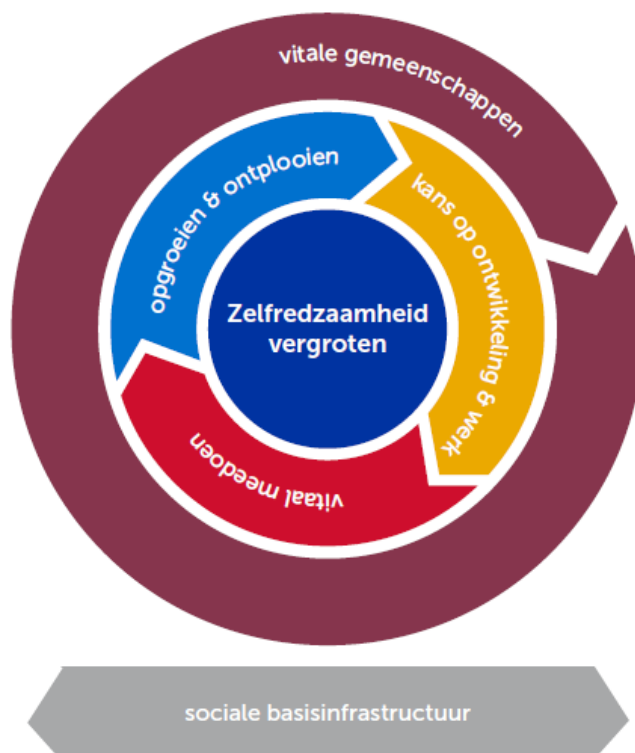 vitale gemeenschappen
opgroeien & ontplooien
kans op ontwikkeling & werk
Zelfredzaamheid
vergroten
vitaal meedoen
sociale basisinfrastructuur